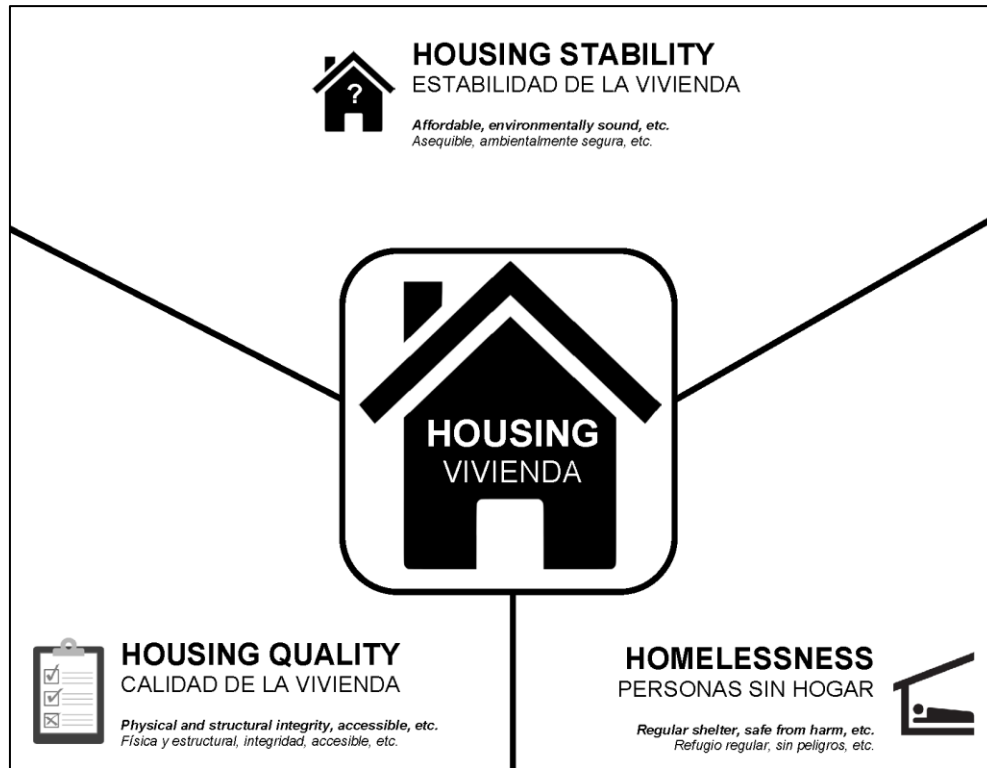 HOUSING STABILITY
ESTABILIDAD DE LA VIVIENDA
Affordable, environmentally sound, etc.
Asequible, ambientalmente segura, etc.
?
HOUSING
VIVIENDA
HOUSING QUALITY
CALIDAD DE LA VIVIENDA
Physical and structural integrity, accessible, etc.
Física y estructural, integridad, accesible, etc.
HOMELESSNESS
PERSONAS SIN HOGAR
Regular shelter, safe from harm, etc.
Refugio regular, sin peligros, etc.